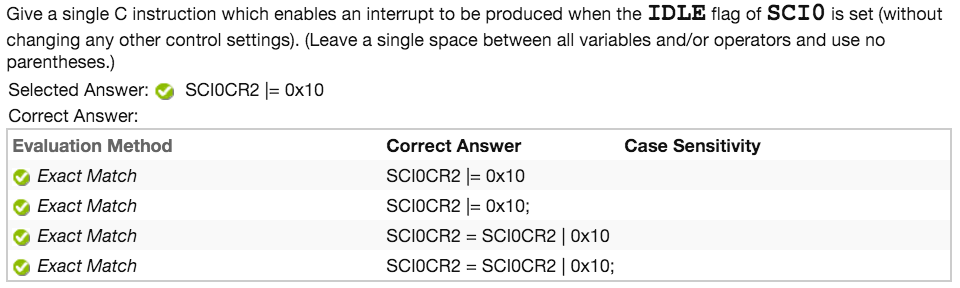 Give a single C instruction which enables an interrupt to be produced when the IDLE flag of SCI0 is set (without
changing any other control settings). (Leave a single space between all variables and/or operators and use no
parentheses.)
Selected Answer: SCI0CR2 |= 0x10
Correct Answer:
Evaluation Method Correct Answer Case Sensitivity
Exact Match SCI0CR2 |= 0x10
Exact Match SCI0CR2 |= 0x10;
Exact Match SCI0CR2 = SCI0CR2 | 0x10
Exact Match SCI0CR2 = SCI0CR2 | 0x10;